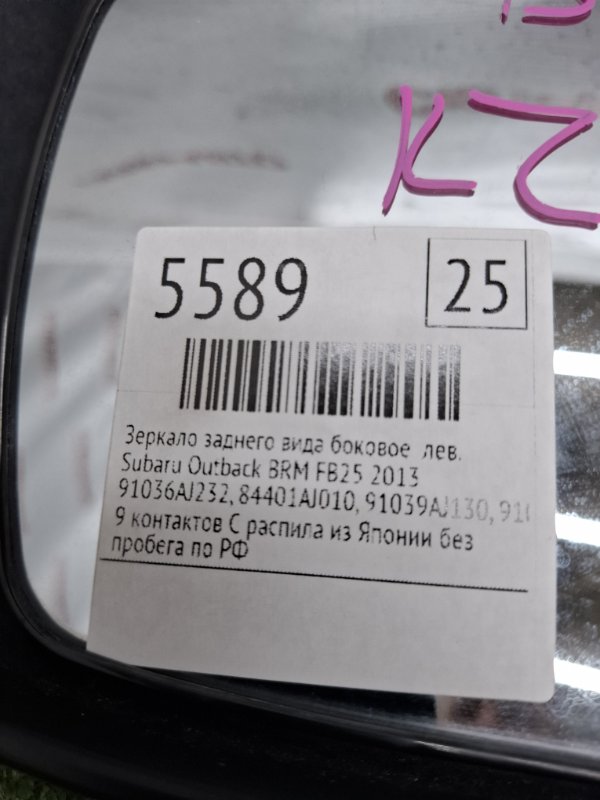 KZ
5589
25
Зеркало заднего вида боковое лев.
Subaru Outback BRM FB25 2013
91036AJ232, 84401AJ010, 91039AJ130, 910
9 контактов С распила из Японии без
пробега по РФ